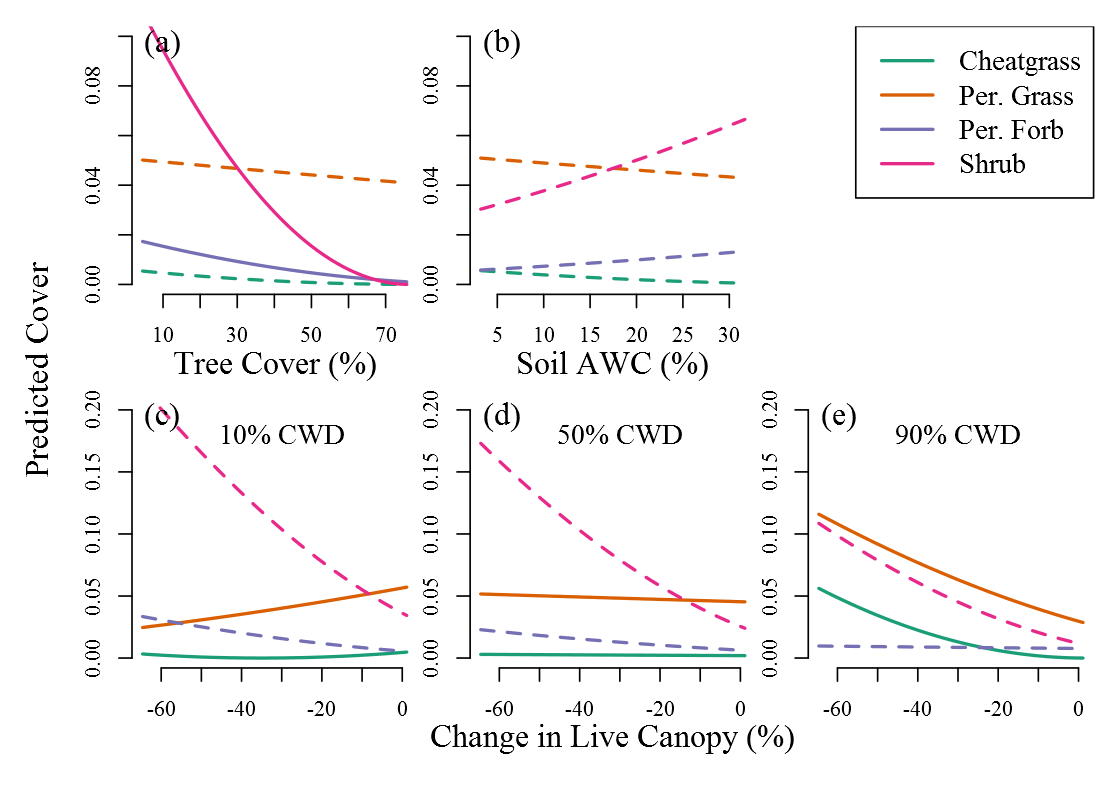 (a)
0.00 0.04 0.08
10 30 50 70
Tree Cover (%)
(b)
0.00 0.04 0.08
5 10 15 20 25 30
Soil AWC (%)
Cheatgrass
Per. Grass
Per. Forb
Shrub
Predicted Cover
(c)
10% CWD
0.00 0.05 0.10 0.15 0.20
-60 -40 -20 0
(d)
50% CWD
0.00 0.05 0.10 0.15 0.20
-60 -40 -20 0
(e)
90% CWD
0.00 0.05 0.10 0.15 0.20
-60 -40 -20 0
Change in Live Canopy (%)